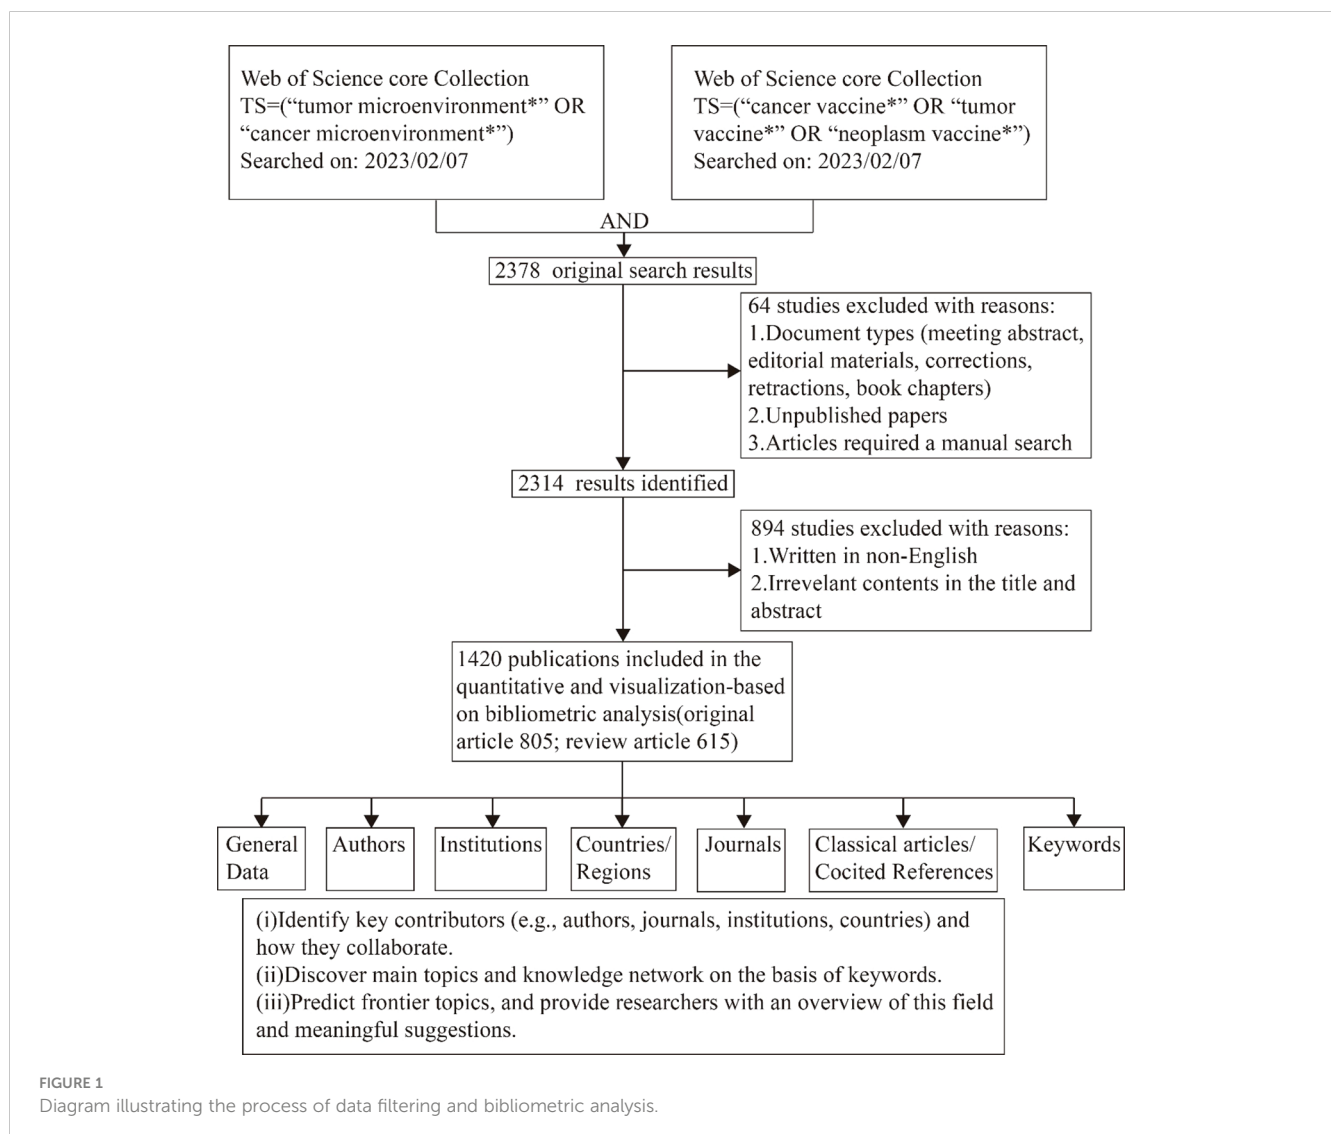 Web of Science core Collection
TS=(“tumor microenvironment*” OR
“cancer microenvironment*”)
Searched on: 2023/02/07
Web of Science core Collection
TS=(“cancer vaccine*” OR “tumor
vaccine*” OR “neoplasm vaccine*”)
Searched on: 2023/02/07
AND
2378 original search results
64 studies excluded with reasons:
1.Document types (meeting abstract,
editorial materials, corrections,
retractions, book chapters)
2.Unpublished papers
3.Articles required a manual search
2314 results identified
894 studies excluded with reasons:
1.Written in non-English
2.Irrevelant contents in the title and
abstract
1420 publications included in the
quantitative and visualization-based
on bibliometric analysis(original
article 805; review article 615)
General
Data
Authors
Institutions
Countries/
Regions
Journals
Classical articles/
Cocited References
Keywords
(i)Identify key contributors (e.g., authors, journals, institutions, countries) and
how they collaborate.
(ii)Discover main topics and knowledge network on the basis of keywords.
(iii)Predict frontier topics, and provide researchers with an overview of this field
and meaningful suggestions.
FIGURE 1
Diagram illustrating the process of data filtering and bibliometric analysis.